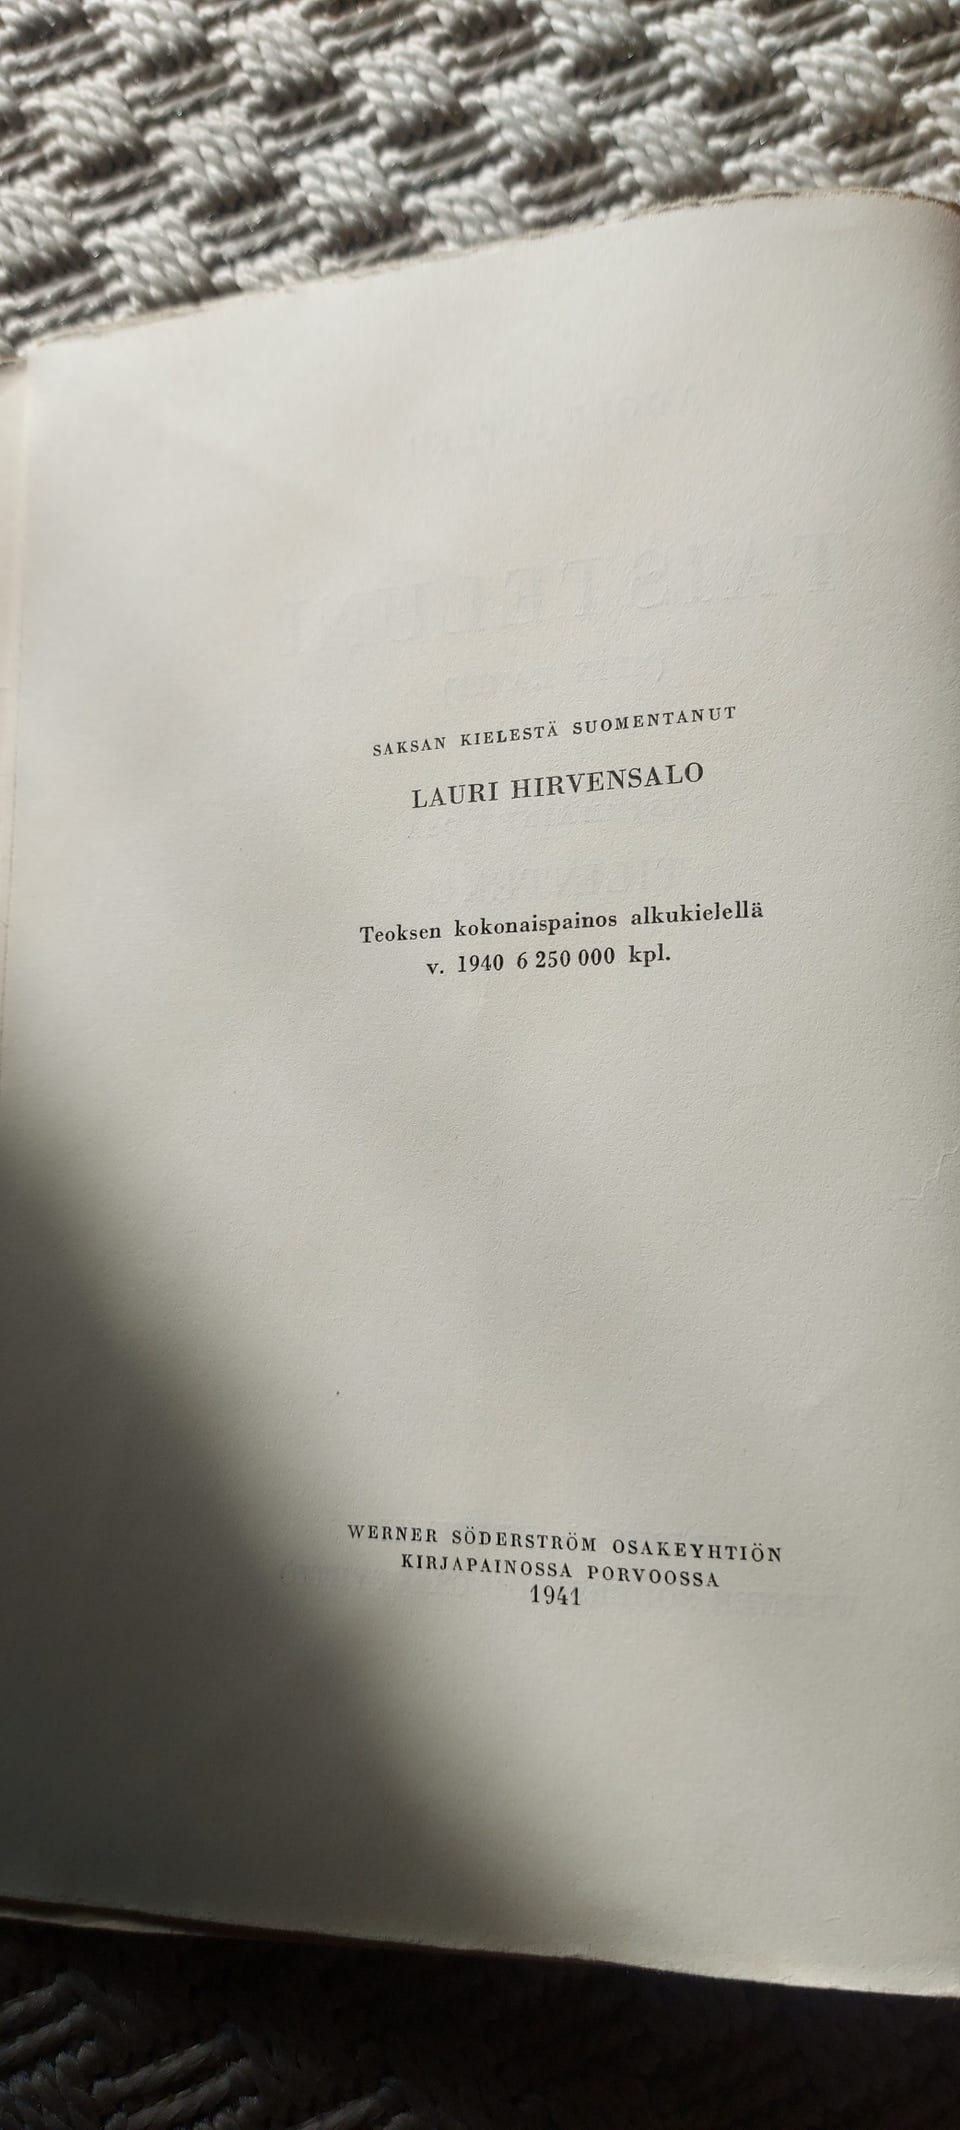 SAKSAN KIELESTÄ SUOMENTANUT
LAURI HIRVENSALO
Teoksen kokonaispainos alkukielellä
v. 1940 6 250 000 kpl.
WERNER SÖDERSTRÖM OSAKEYHTIÖN
KIRJAPAINOSSA PORVOOSSA
1941